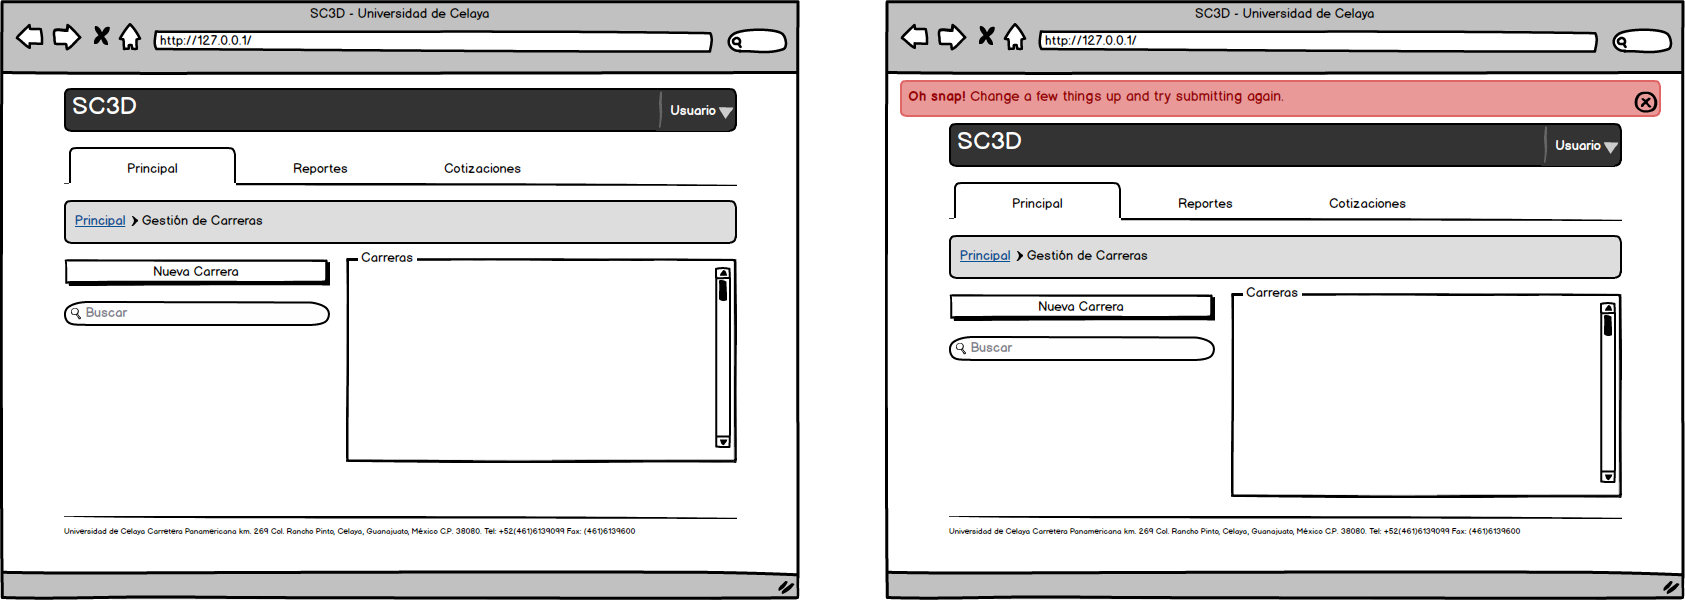 SC3D - Universidad de Celaya
http://127.0.0.1/
SC3D
Usuario
Principal
Reportes
Cotizaciones
Principal
Gestión de Carreras
Nueva Carrera
Carreras
Buscar
Universidad de Celaya Carretera Panamericana km. 269 Col. Rancho Pinto, Celaya, Guanajuato, México C.P. 38080. Tel: +52(461)6139099 Fax: (461)6139600
SC3D - Universidad de Celaya
http://127.0.0.1/
Oh snap! Change a few things up and try submitting again.
SC3D
Usuario
Principal
Reportes
Cotizaciones
Principal
Gestión de Carreras
Nueva Carrera
Carreras
Buscar
Universidad de Celaya Carretera Panamericana km. 269 Col. Rancho Pinto, Celaya, Guanajuato, México C.P. 38080. Tel: +52(461)6139099 Fax: (461)6139600